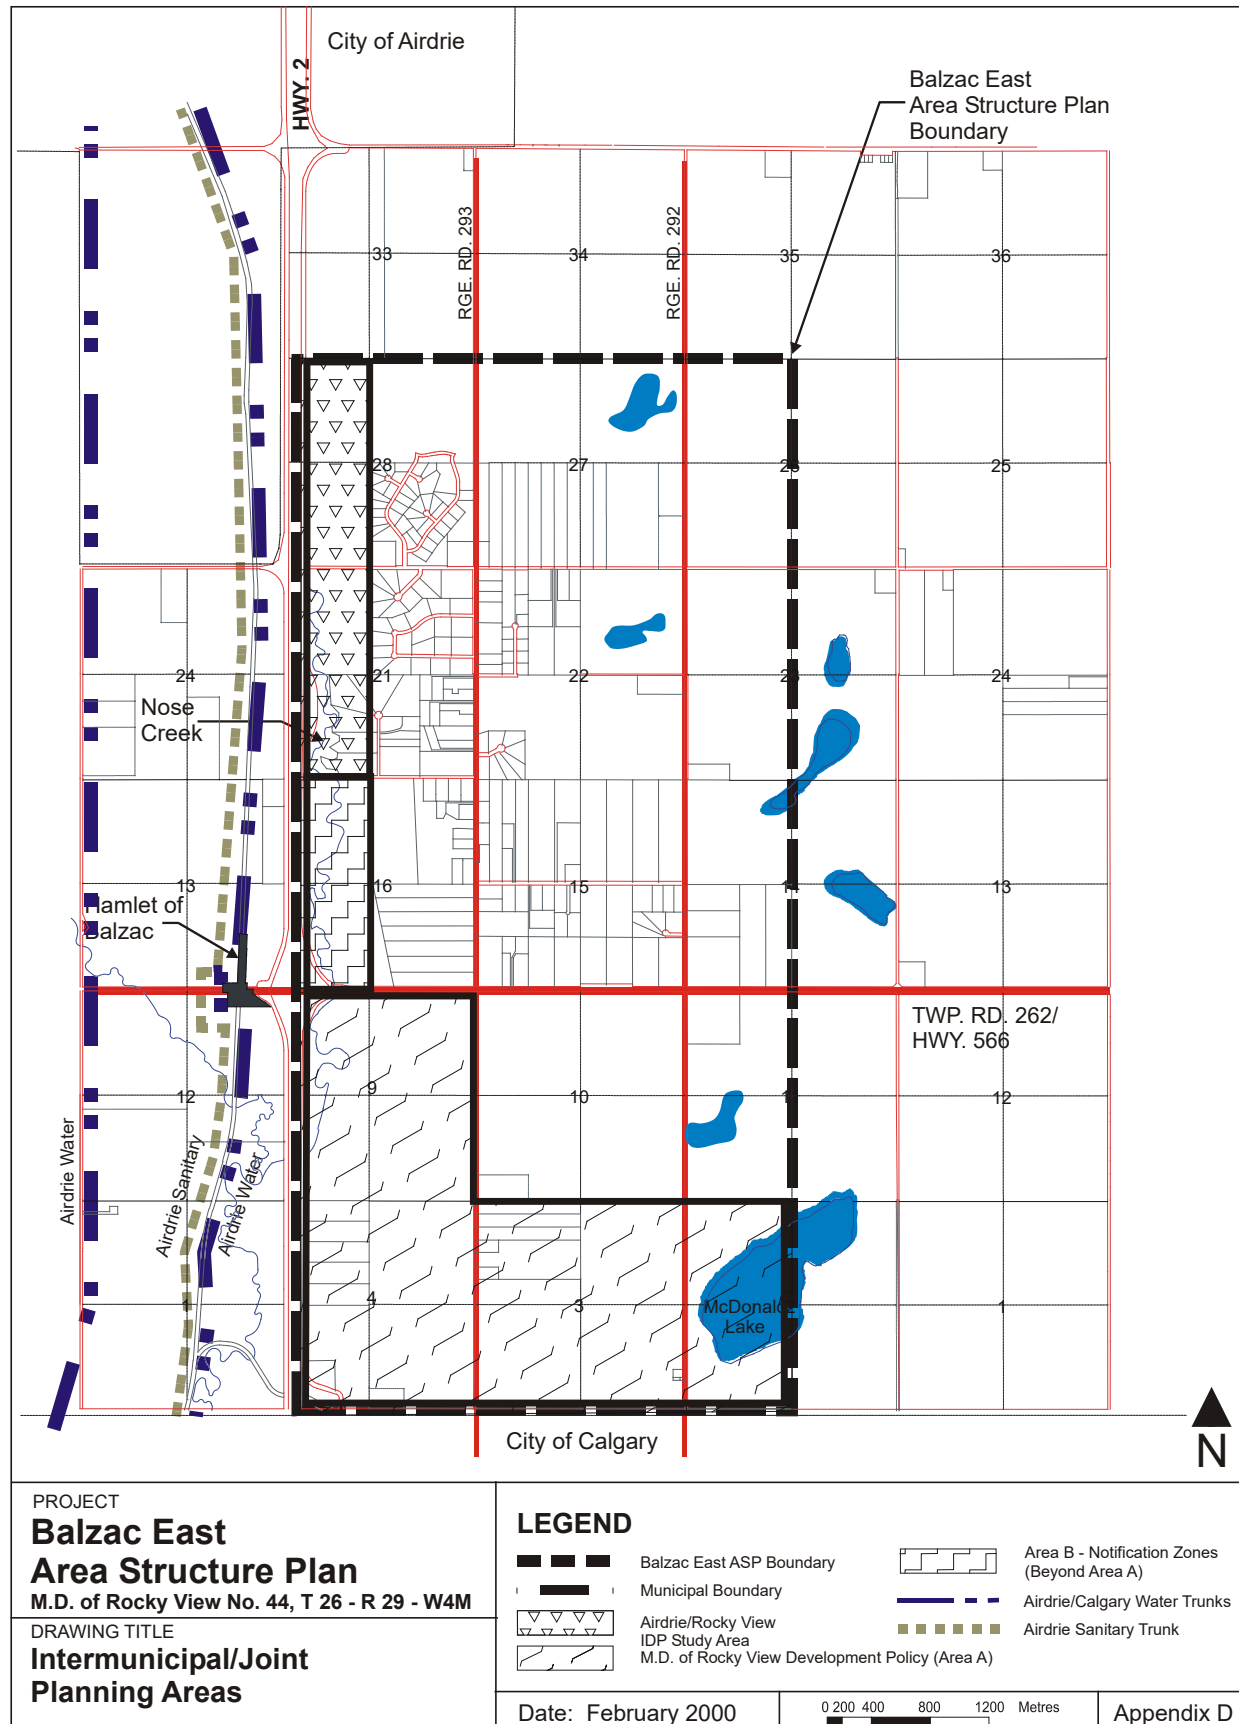 City of Airdrie
HWY. 2
Balzac East
Area Structure Plan
Boundary
RGE. RD. 293
RGE. RD. 292
33
34
35
36
28
27
26
25
24
21
22
23
24
Nose
Creek
13
16
15
14
13
Hamlet of
Balzac
TWP. RD. 262/
HWY. 566
12
9
10
11
12
Airdrie Water
Airdrie Sanitary
Airdrie Water
1
4
3
McDonald
Lake
1
City of Calgary
N
PROJECT
Balzac East
Area Structure Plan
M.D. of Rocky View No. 44, T 26 - R 29 - W4M
DRAWING TITLE
Intermunicipal/Joint
Planning Areas
LEGEND
Balzac East ASP Boundary
Municipal Boundary
Airdrie/Rocky View
IDP Study Area
M.D. of Rocky View Development Policy (Area A)
Area B - Notification Zones
(Beyond Area A)
Airdrie/Calgary Water Trunks
Airdrie Sanitary Trunk
Date: February 2000
0 200 400 800 1200 Metres
Appendix D